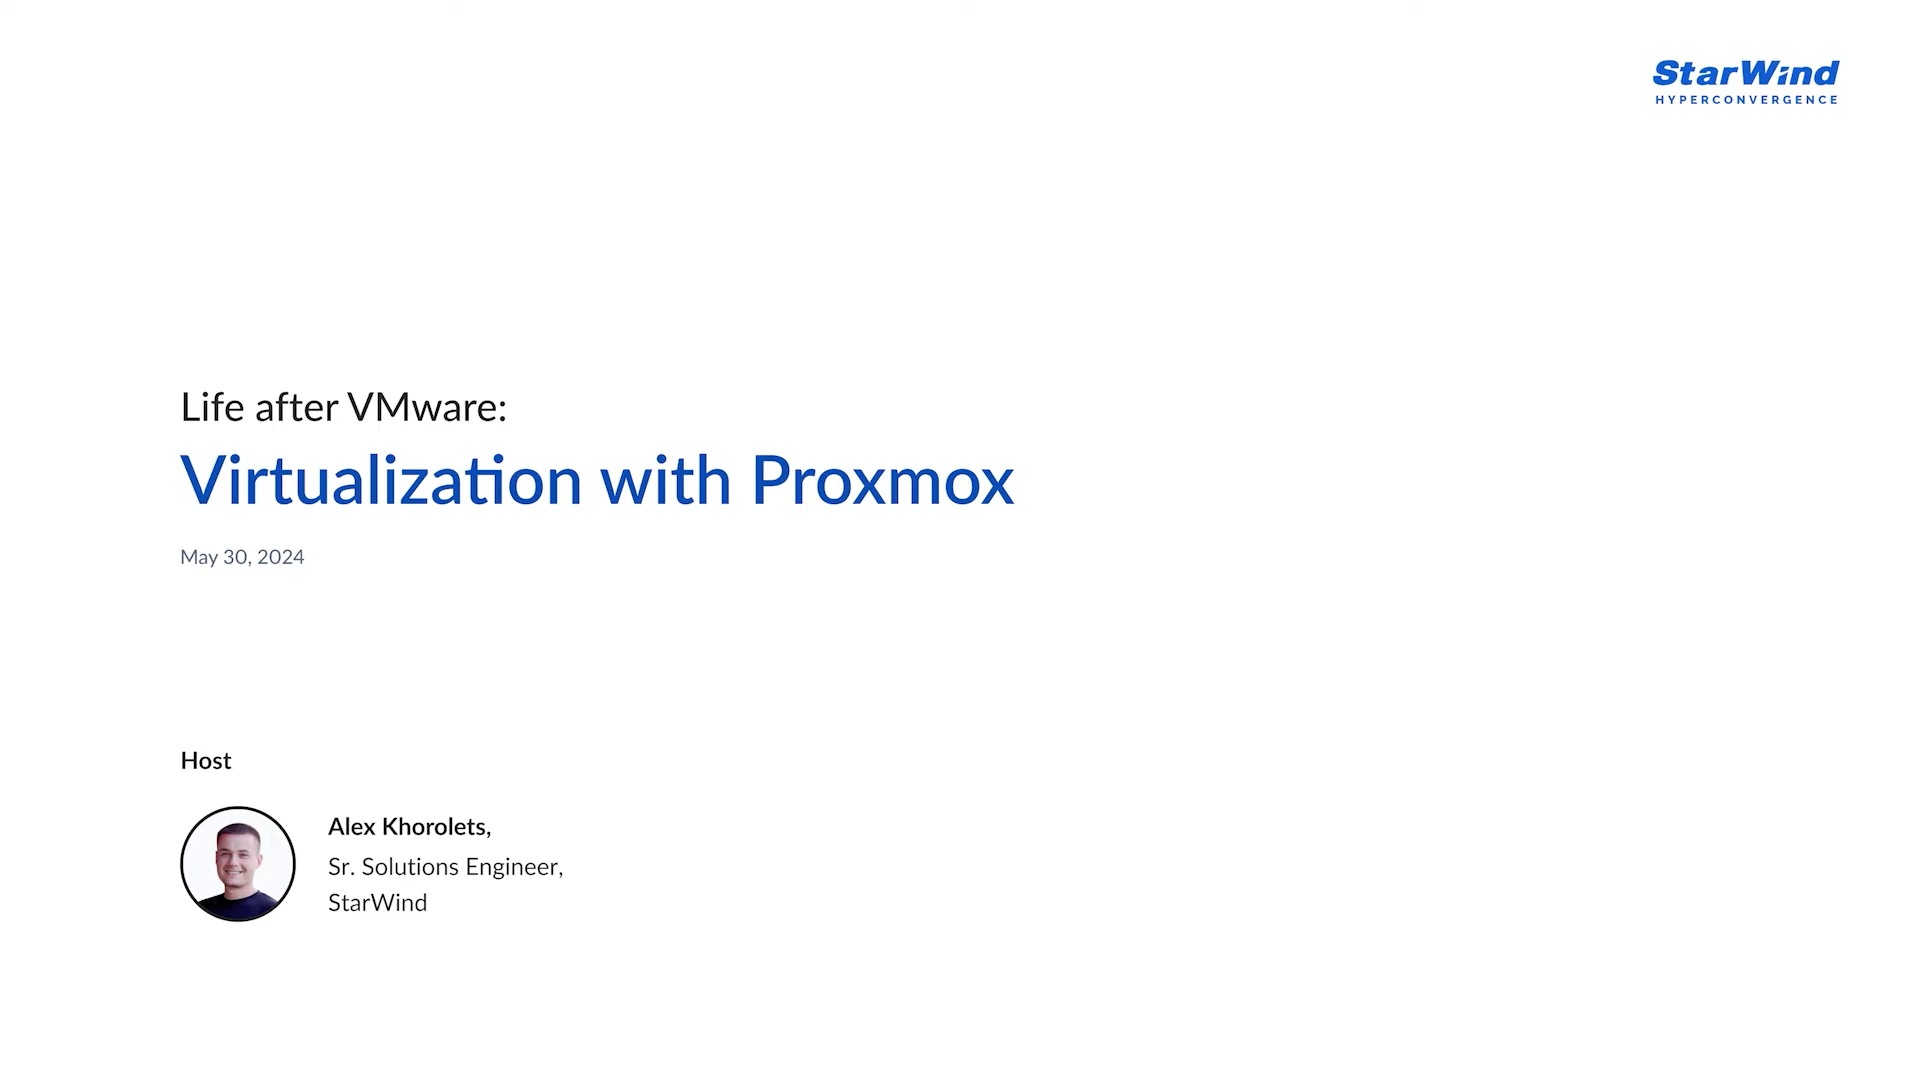 StarWind
HYPERCONVERGENCE
Life after VMware:
Virtualization with Proxmox
May 30, 2024
Host
Alex Khorolets,
Sr. Solutions Engineer,
StarWind